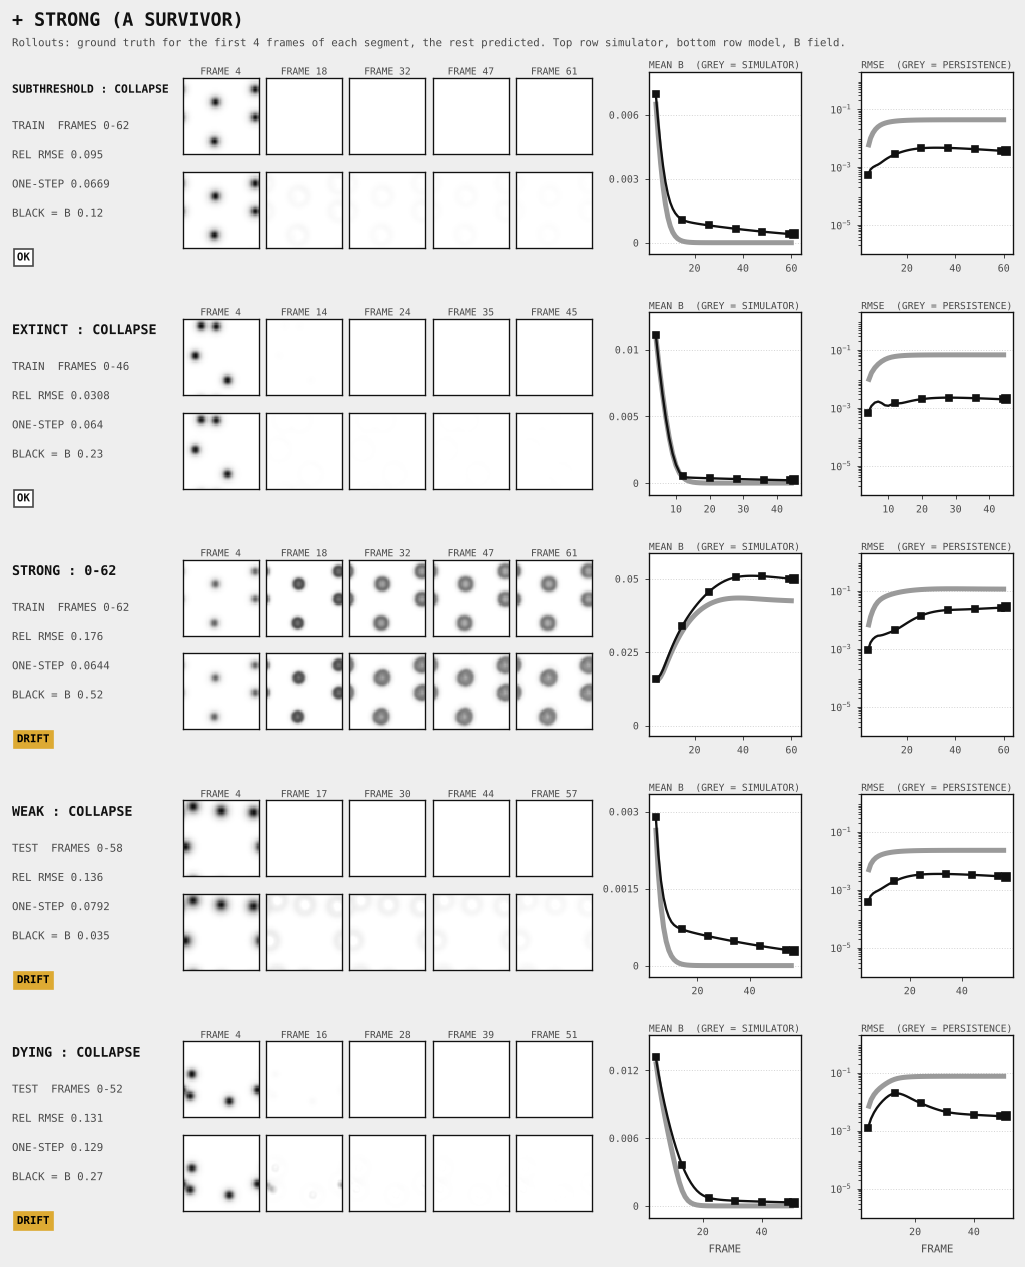 + STRONG (A SURVIVOR)
Rollouts: ground truth for the first 4 frames of each segment, the rest predicted. Top row simulator, bottom row model, B field.
SUBTHRESHOLD : COLLAPSE
TRAIN  FRAMES 0-62
REL RMSE 0.095
ONE-STEP 0.0669
BLACK = B 0.12
OK
FRAME 4
FRAME 18
FRAME 32
FRAME 47
FRAME 61
MEAN B  (GREY = SIMULATOR)
0.006
0.003
0
20
40
60
RMSE  (GREY = PERSISTENCE)
10^-1
10^-3
10^-5
20
40
60
EXTINCT : COLLAPSE
TRAIN  FRAMES 0-46
REL RMSE 0.0308
ONE-STEP 0.064
BLACK = B 0.23
OK
FRAME 4
FRAME 14
FRAME 24
FRAME 35
FRAME 45
MEAN B  (GREY = SIMULATOR)
0.01
0.005
0
10
20
30
40
RMSE  (GREY = PERSISTENCE)
10^-1
10^-3
10^-5
10
20
30
40
STRONG : 0-62
TRAIN  FRAMES 0-62
REL RMSE 0.176
ONE-STEP 0.0644
BLACK = B 0.52
DRIFT
FRAME 4
FRAME 18
FRAME 32
FRAME 47
FRAME 61
MEAN B  (GREY = SIMULATOR)
0.05
0.025
0
20
40
60
RMSE  (GREY = PERSISTENCE)
10^-1
10^-3
10^-5
20
40
60
WEAK : COLLAPSE
TEST  FRAMES 0-58
REL RMSE 0.136
ONE-STEP 0.0792
BLACK = B 0.035
DRIFT
FRAME 4
FRAME 17
FRAME 30
FRAME 44
FRAME 57
MEAN B  (GREY = SIMULATOR)
0.003
0.0015
0
20
40
RMSE  (GREY = PERSISTENCE)
10^-1
10^-3
10^-5
20
40
DYING : COLLAPSE
TEST  FRAMES 0-52
REL RMSE 0.131
ONE-STEP 0.129
BLACK = B 0.27
DRIFT
FRAME 4
FRAME 16
FRAME 28
FRAME 39
FRAME 51
MEAN B  (GREY = SIMULATOR)
0.012
0.006
0
20
40
FRAME
RMSE  (GREY = PERSISTENCE)
10^-1
10^-3
10^-5
20
40
FRAME